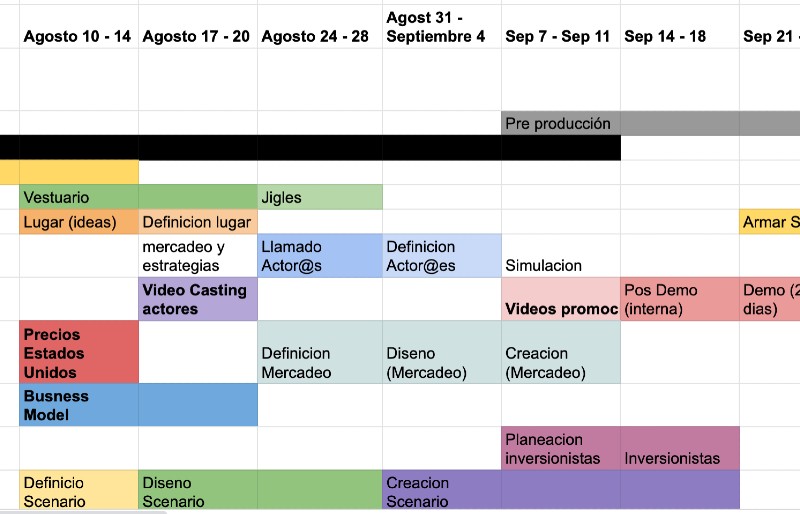 Agosto 10 - 14
Agosto 17 - 20
Agosto 24 - 28
Agost 31 -
Septiembre 4
Sep 7 - Sep 11
Sep 14 - 18
Sep 21 -
Pre producción
Vestuario
Jigles
Lugar (ideas)
Definicion lugar
Armar S
mercadeo y
estrategias
Llamado
Actor@s
Definicion
Actor@es
Simulacion
Video Casting
actores
Videos promoc
Pos Demo
(interna)
Demo (2
dias)
Precios
Estados
Unidos
Definicion
Mercadeo
Diseno
(Mercadeo)
Creacion
(Mercadeo)
Busness
Model
Planeacion
inversionistas
Inversionistas
Definicio
Scenario
Diseno
Scenario
Creacion
Scenario